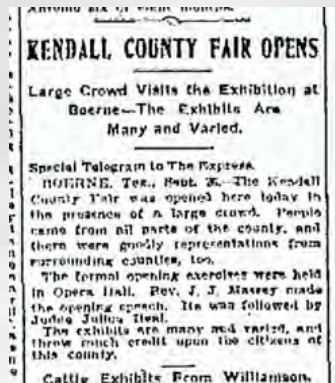 KENDALL COUNTY FAIR OPENS
Large Crowd Visits the Exhibition at
Boerne—The Exhibits Are
Many and Varied.
Special Telegram to The Express.
BOERNE, Tex., Sept.—The Kendall
County Fair was opened here today in
the presence of a large crowd. People
came from all parts of the county, and
there were goodly representations from
surrounding counties, too.
The formal opening exercises were held
in Opera Hall. Rev. J. J. Massey made
the opening speech. He was followed by
Judge Julius
The exhibits are many and varied, and
throw much credit upon the citizens of
this county.
Cattle Exhibits From Williamson.